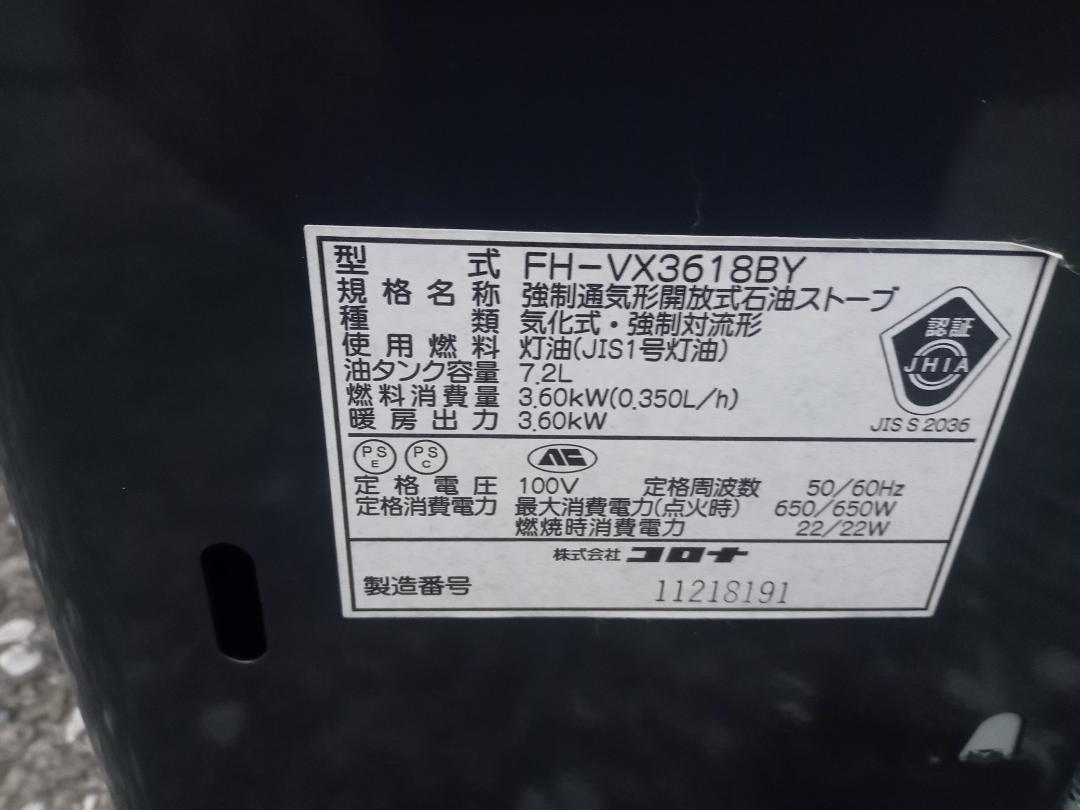 型式 FH-VX3618BY
規格名称 強制通気形開放式石油ストーブ
種類 気化式・強制対流形
使用燃料 灯油(JIS1号灯油)
油タンク容量 7.2L
燃料消費量 3.60kW(0.350L/h)
暖房出力 3.60kW
認証
JHIA
JIS S 2036
PS E PS C
定格電圧 100V 定格周波数 50/60Hz
定格消費電力 最大消費電力(点火時) 650/650W
燃焼時消費電力 22/22W
株式会社 コロナ
製造番号 11218191